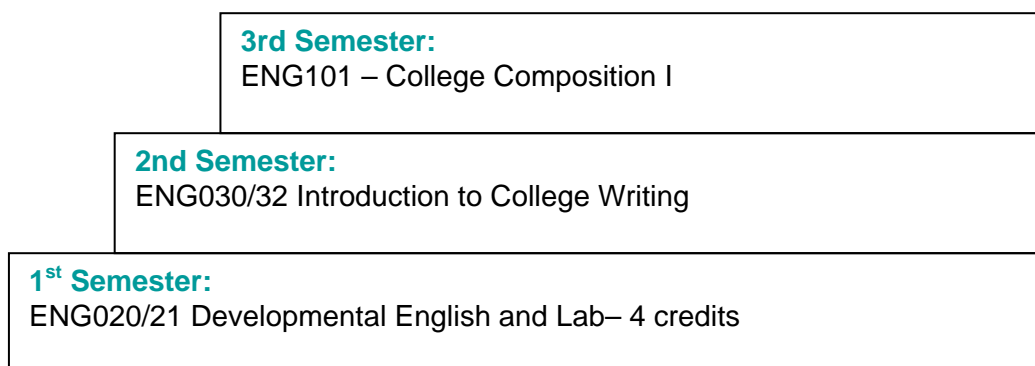 3rd Semester:
ENG101 – College Composition I
2nd Semester:
ENG030/32 Introduction to College Writing
1st Semester:
ENG020/21 Developmental English and Lab– 4 credits